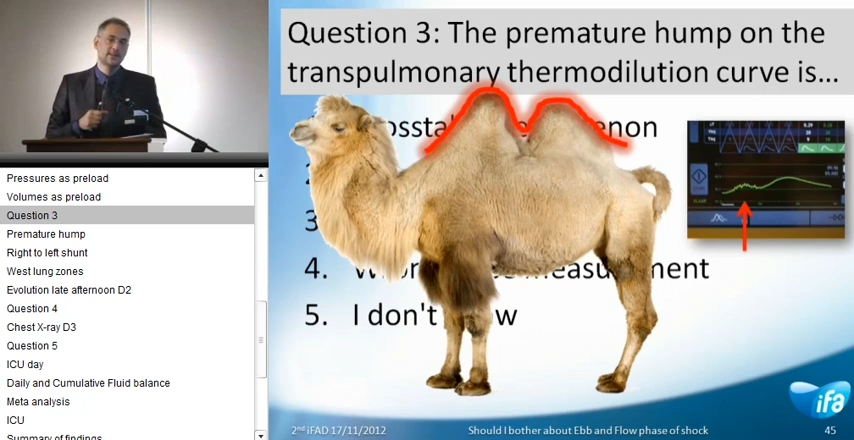 Question 3: The premature hump on the
transpulmonary thermodilution curve is...
3
4.
5. I don't
2nd iFAD 17/11/2012
Should I bother about Ebb and Flow phase of shock
45
ifa
Pressures as preload
Volumes as preload
Question 3
Premature hump
Right to left shunt
West lung zones
Evolution late afternoon D2
Question 4
Chest X-ray D3
Question 5
ICU day
Daily and Cumulative Fluid balance
Meta analysis
ICU
Summary of findings